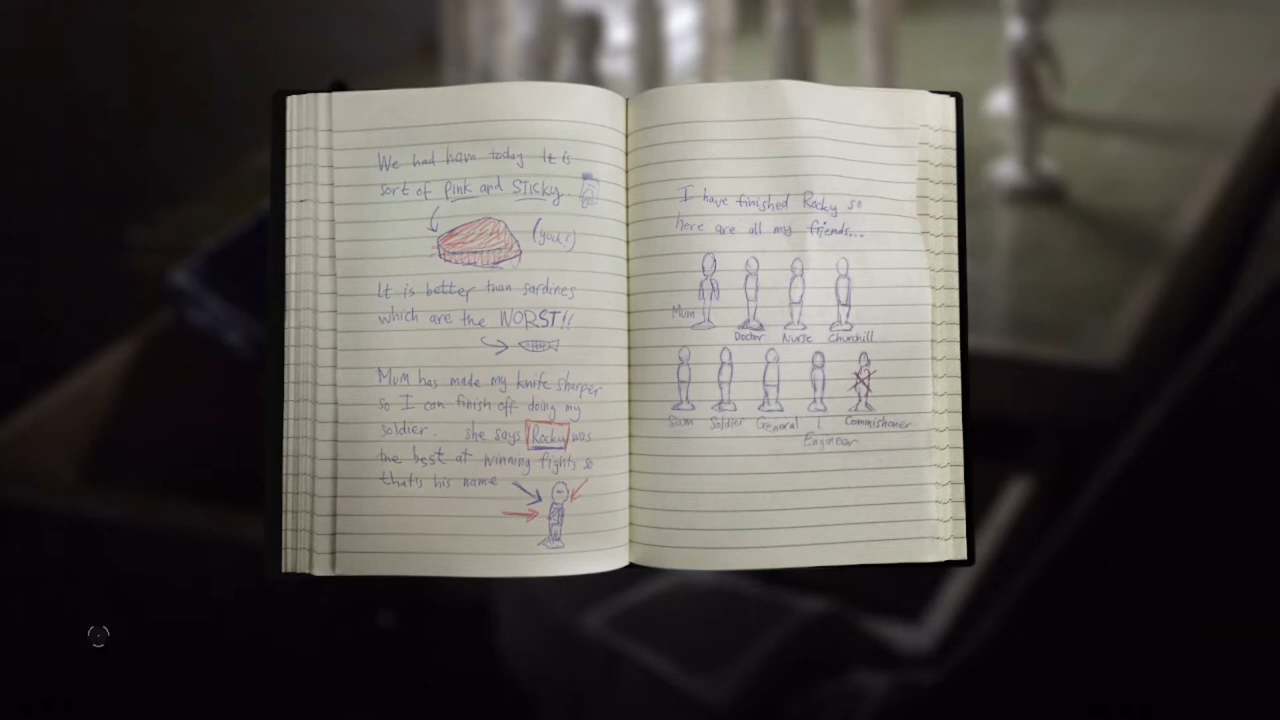 We had ham today It is
sort of Pink and STICKY.
(yuck!)
It is better than sardines
which are the WORST!!
Mum has made my knife sharper
so I can finish off doing my
soldier. she says Rocky was
the best at winning fights so
thats his name
I have finished Rocky so
here are all my friends...
Mum
Doctor Nurse Churchill
Sam Soldier General I Commishoner
Engineer